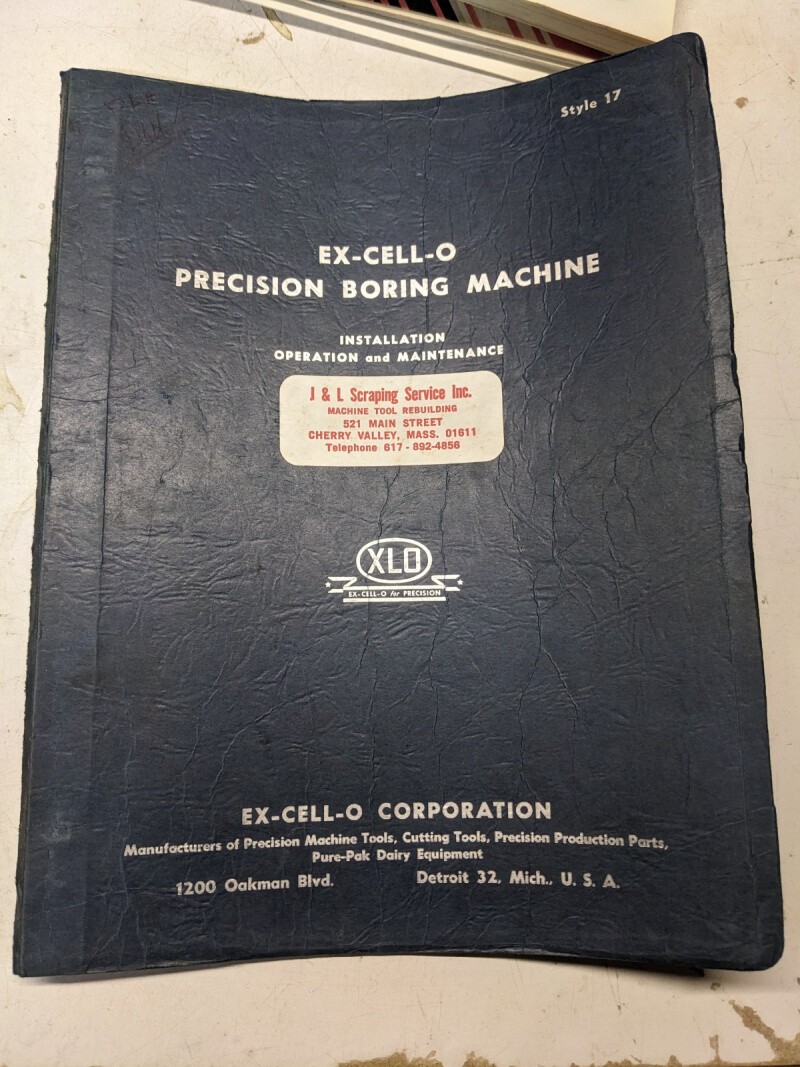 Style 17
EX-CELL-O
PRECISION BORING MACHINE
INSTALLATION
OPERATION and MAINTENANCE
J & L Scraping Service Inc.
MACHINE TOOL REBUILDING
521 MAIN STREET
CHERRY VALLEY, MASS. 01611
Telephone 617-892-4856
XLO
EX-CELL-O for PRECISION
EX-CELL-O CORPORATION
Manufacturers of Precision Machine Tools, Cutting Tools, Precision Production Parts,
Pure-Pak Dairy Equipment
1200 Oakman Blvd. Detroit 32, Mich., U. S. A.